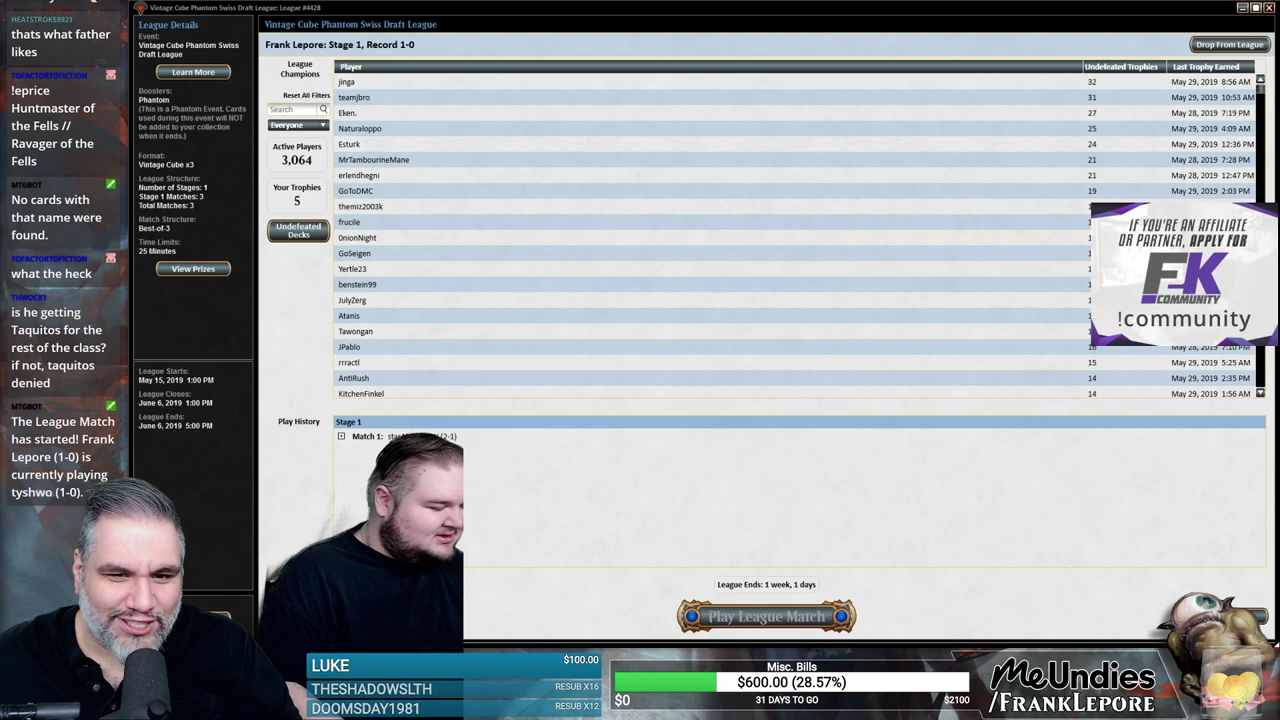 HEATSTROKE8921
thats what father
likes
TOFACTORTOFICTION
!eprice
Huntmaster of
the Fells //
Ravager of the
Fells
MTGBOT
No cards with
that name were
found.
TOFACTORTOFICTION
what the heck
THWOCK1
is he getting
Taquitos for the
rest of the class?
if not, taquitos
denied
MTGBOT
The League Match
has started! Frank
Lepore (1-0) is
currently playing
tyshwo (1-0).
Vintage Cube Phantom Swiss Draft League: League #4428
League Details
Event:
Vintage Cube Phantom Swiss
Draft League
Learn More
Boosters:
Phantom
(This is a Phantom Event. Cards
used during this event will NOT
be added to your collection
when it ends.)
Format:
Vintage Cube x3
League Structure:
Number of Stages: 1
Stage 1 Matches: 3
Total Matches: 3
Match Structure:
Best-of-3
Time Limits:
25 Minutes
View Prizes
League Starts:
May 15, 2019 1:00 PM
League Closes:
June 6, 2019 1:00 PM
League Ends:
June 6, 2019 5:00 PM
Vintage Cube Phantom Swiss Draft League
Frank Lepore: Stage 1, Record 1-0
Drop From League
League
Champions
Reset All Filters
Search
Everyone
Active Players
3,064
Your Trophies
5
Undefeated
Decks
Player Undefeated Trophies Last Trophy Earned
jinga 32 May 29, 2019 8:56 AM
teamjbro 31 May 29, 2019 10:53 AM
Eken. 27 May 28, 2019 7:19 PM
Naturaloppo 25 May 29, 2019 4:09 AM
Esturk 24 May 29, 2019 12:36 PM
MrTambourineMane 21 May 28, 2019 7:28 PM
erlendhegni 21 May 28, 2019 12:47 PM
GoToDMC 19 May 29, 2019 2:03 PM
themiz2003k
frucile
0nionNight
GoSeigen
Yertle23
benstein99
JulyZerg
Atanis
Tawongan
JPablo
rrractl 15 May 29, 2019 5:25 AM
AntiRush 14 May 29, 2019 2:35 PM
KitchenFinkel 14 May 29, 2019 1:56 AM
IF YOU'RE AN AFFILIATE
OR PARTNER, APPLY FOR
COMMUNITY
!community
Play History
Stage 1
Match 1: (2-1)
League Ends: 1 week, 1 days
Play League Match
LUKE $100.00
THESHADOWSLTH RESUB X16
DOOMSDAY1981 RESUB X12
Misc. Bills
$600.00 (28.57%)
$0 31 DAYS TO GO $2100
MeUndies
/FRANKLEPORE